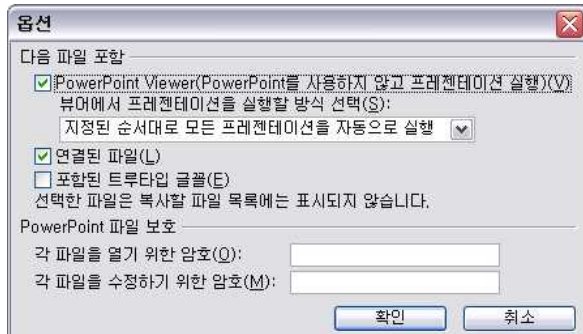 옵션
다음 파일 포함
PowerPoint Viewer(PowerPoint를 사용하지 않고 프레젠테이션 실행)(V)
뷰어에서 프레젠테이션을 실행할 방식 선택(S):
지정된 순서대로 모든 프레젠테이션을 자동으로 실행
연결된 파일(L)
포함된 트루타입 글꼴(E)
선택한 파일은 복사할 파일 목록에는 표시되지 않습니다.
PowerPoint 파일 보호
각 파일을 열기 위한 암호(O):
각 파일을 수정하기 위한 암호(M):
확인 취소